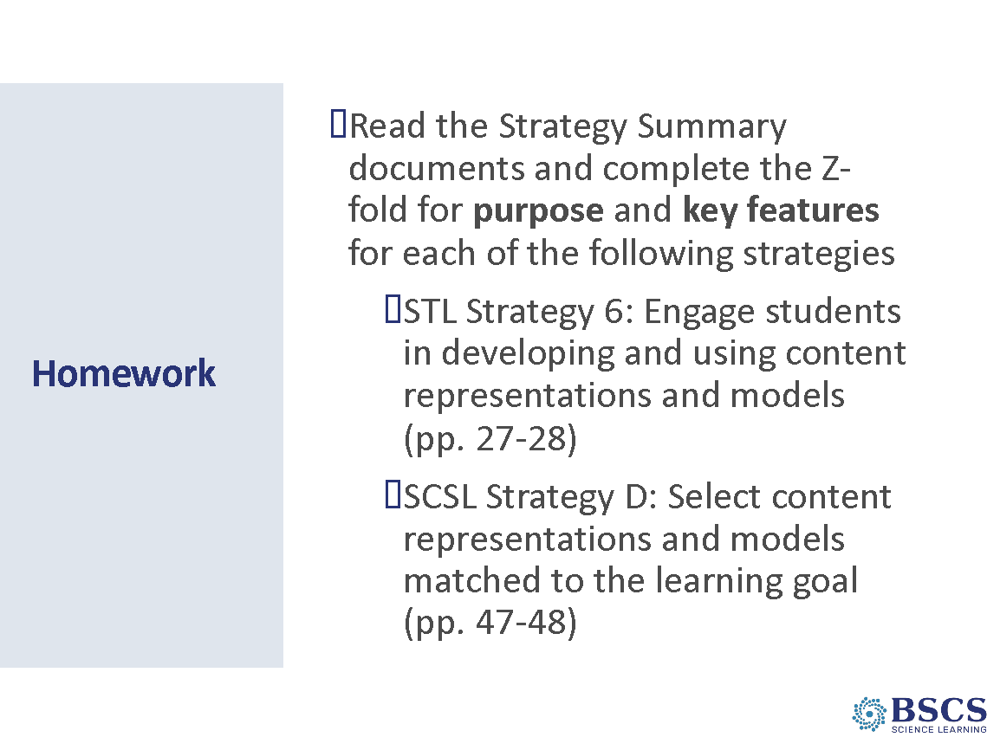 Homework
Read the Strategy Summary
documents and complete the Z-
fold for purpose and key features
for each of the following strategies
STL Strategy 6: Engage students
in developing and using content
representations and models
(pp. 27-28)
SCSL Strategy D: Select content
representations and models
matched to the learning goal
(pp. 47-48)
BSCS
SCIENCE LEARNING